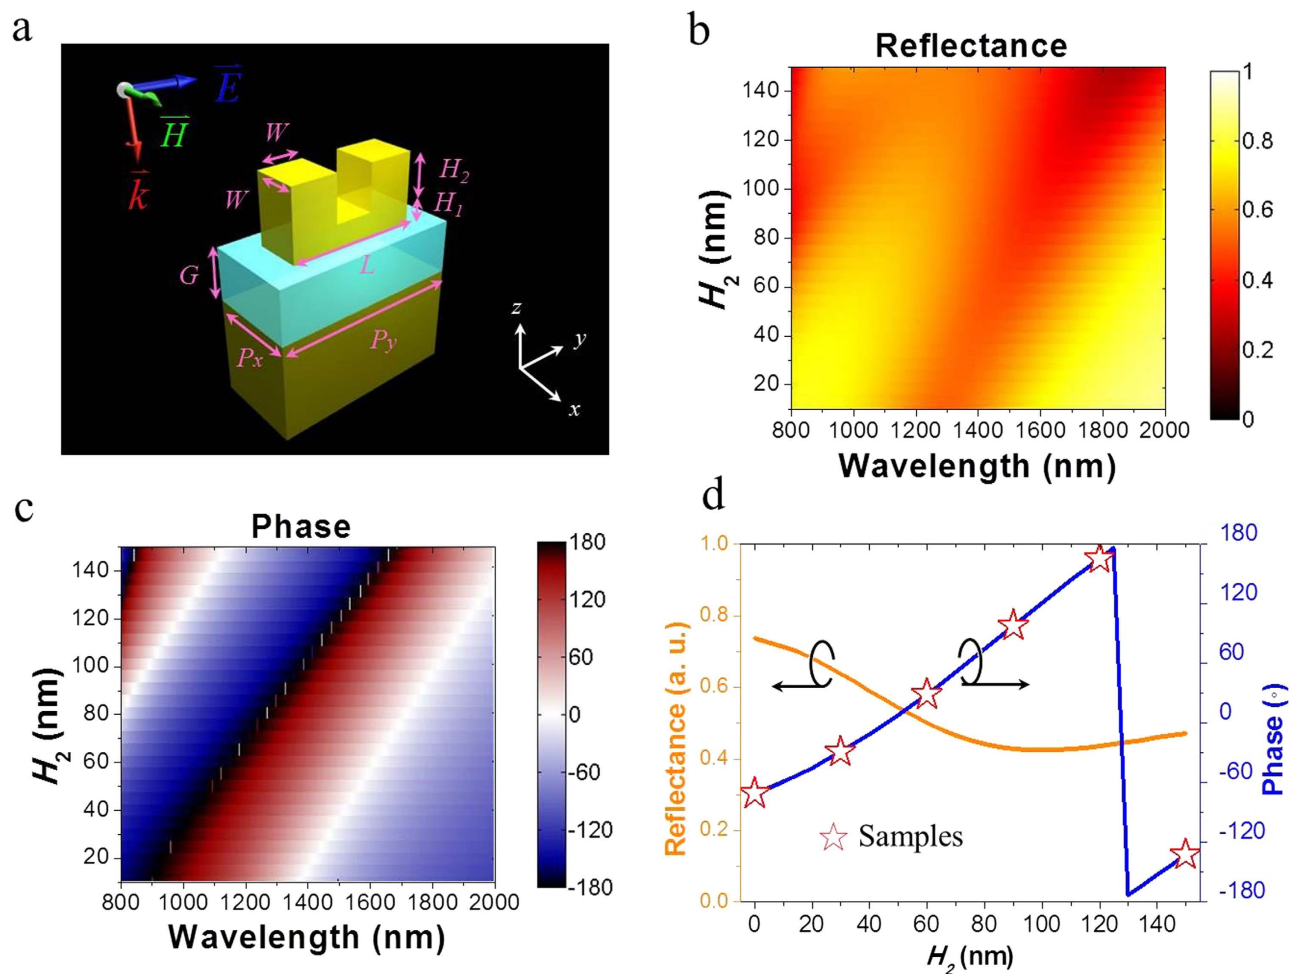 a
E
H
k
W
W
H2
H1
G
L
Px
Py
z
y
x
b
Reflectance
H2 (nm)
140
120
100
80
60
40
20
800 1000 1200 1400 1600 1800 2000
Wavelength (nm)
1
0.8
0.6
0.4
0.2
0
c
Phase
H2 (nm)
140
120
100
80
60
40
20
800 1000 1200 1400 1600 1800 2000
Wavelength (nm)
180
120
60
0
-60
-120
-180
d
Reflectance (a. u.)
1.0
0.8
0.6
0.4
0.2
0.0
Samples
0 20 40 60 80 100 120 140
H2 (nm)
180
120
60
0
-60
-120
-180
Phase (°)